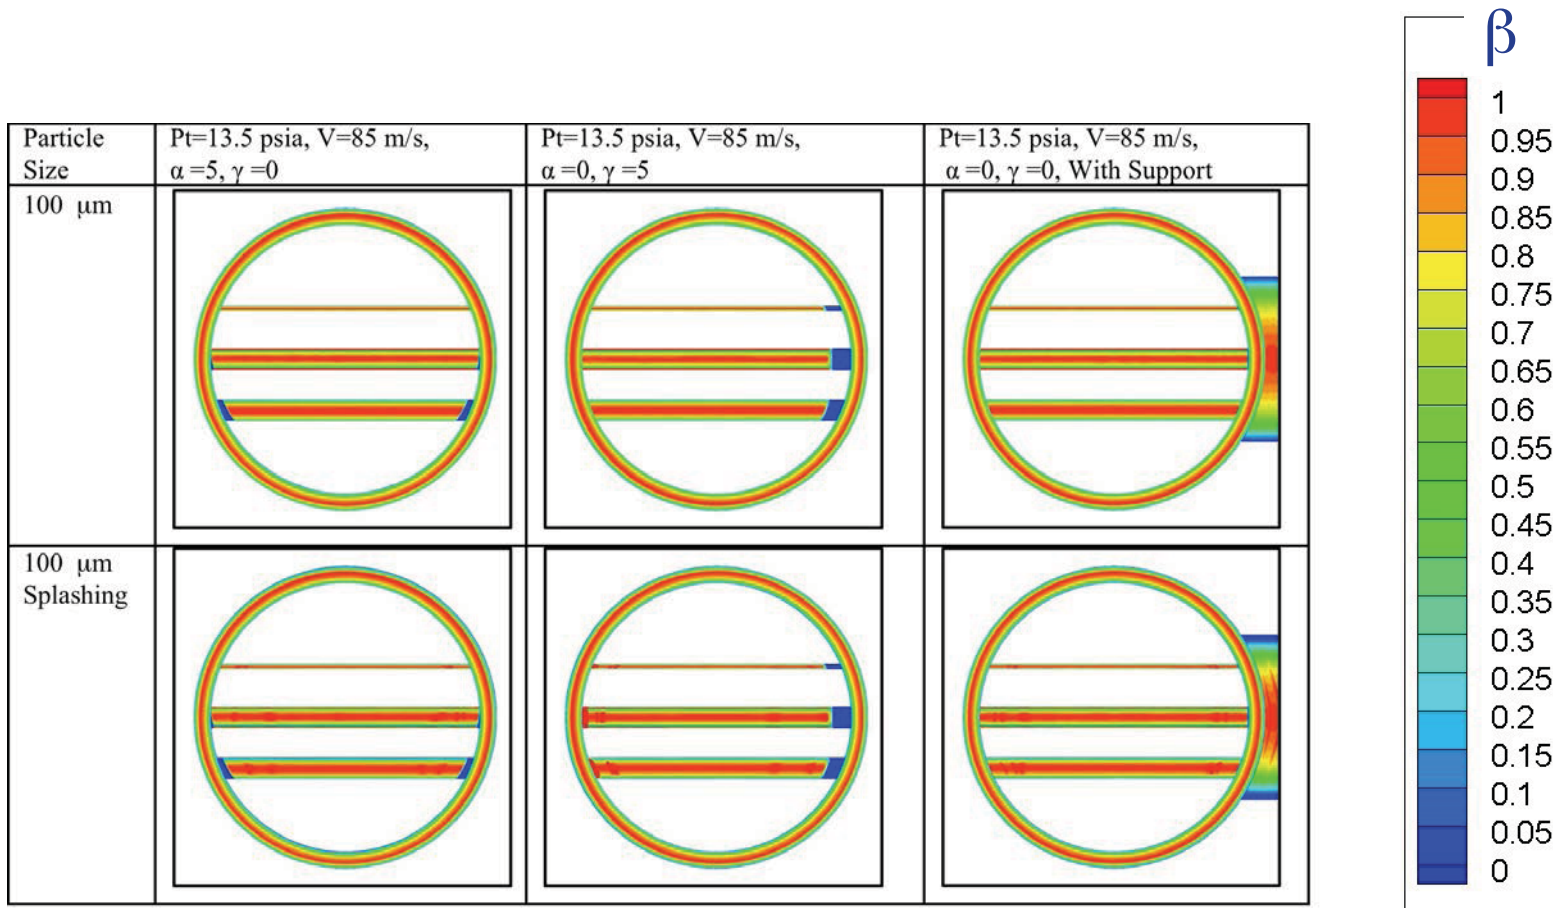 β
Particle
Size
Pt=13.5 psia, V=85 m/s,
α =5, γ =0
Pt=13.5 psia, V=85 m/s,
α =0, γ =5
Pt=13.5 psia, V=85 m/s,
α =0, γ =0, With Support
100 μm
100 μm
Splashing
1
0.95
0.9
0.85
0.8
0.75
0.7
0.65
0.6
0.55
0.5
0.45
0.4
0.35
0.3
0.25
0.2
0.15
0.1
0.05
0